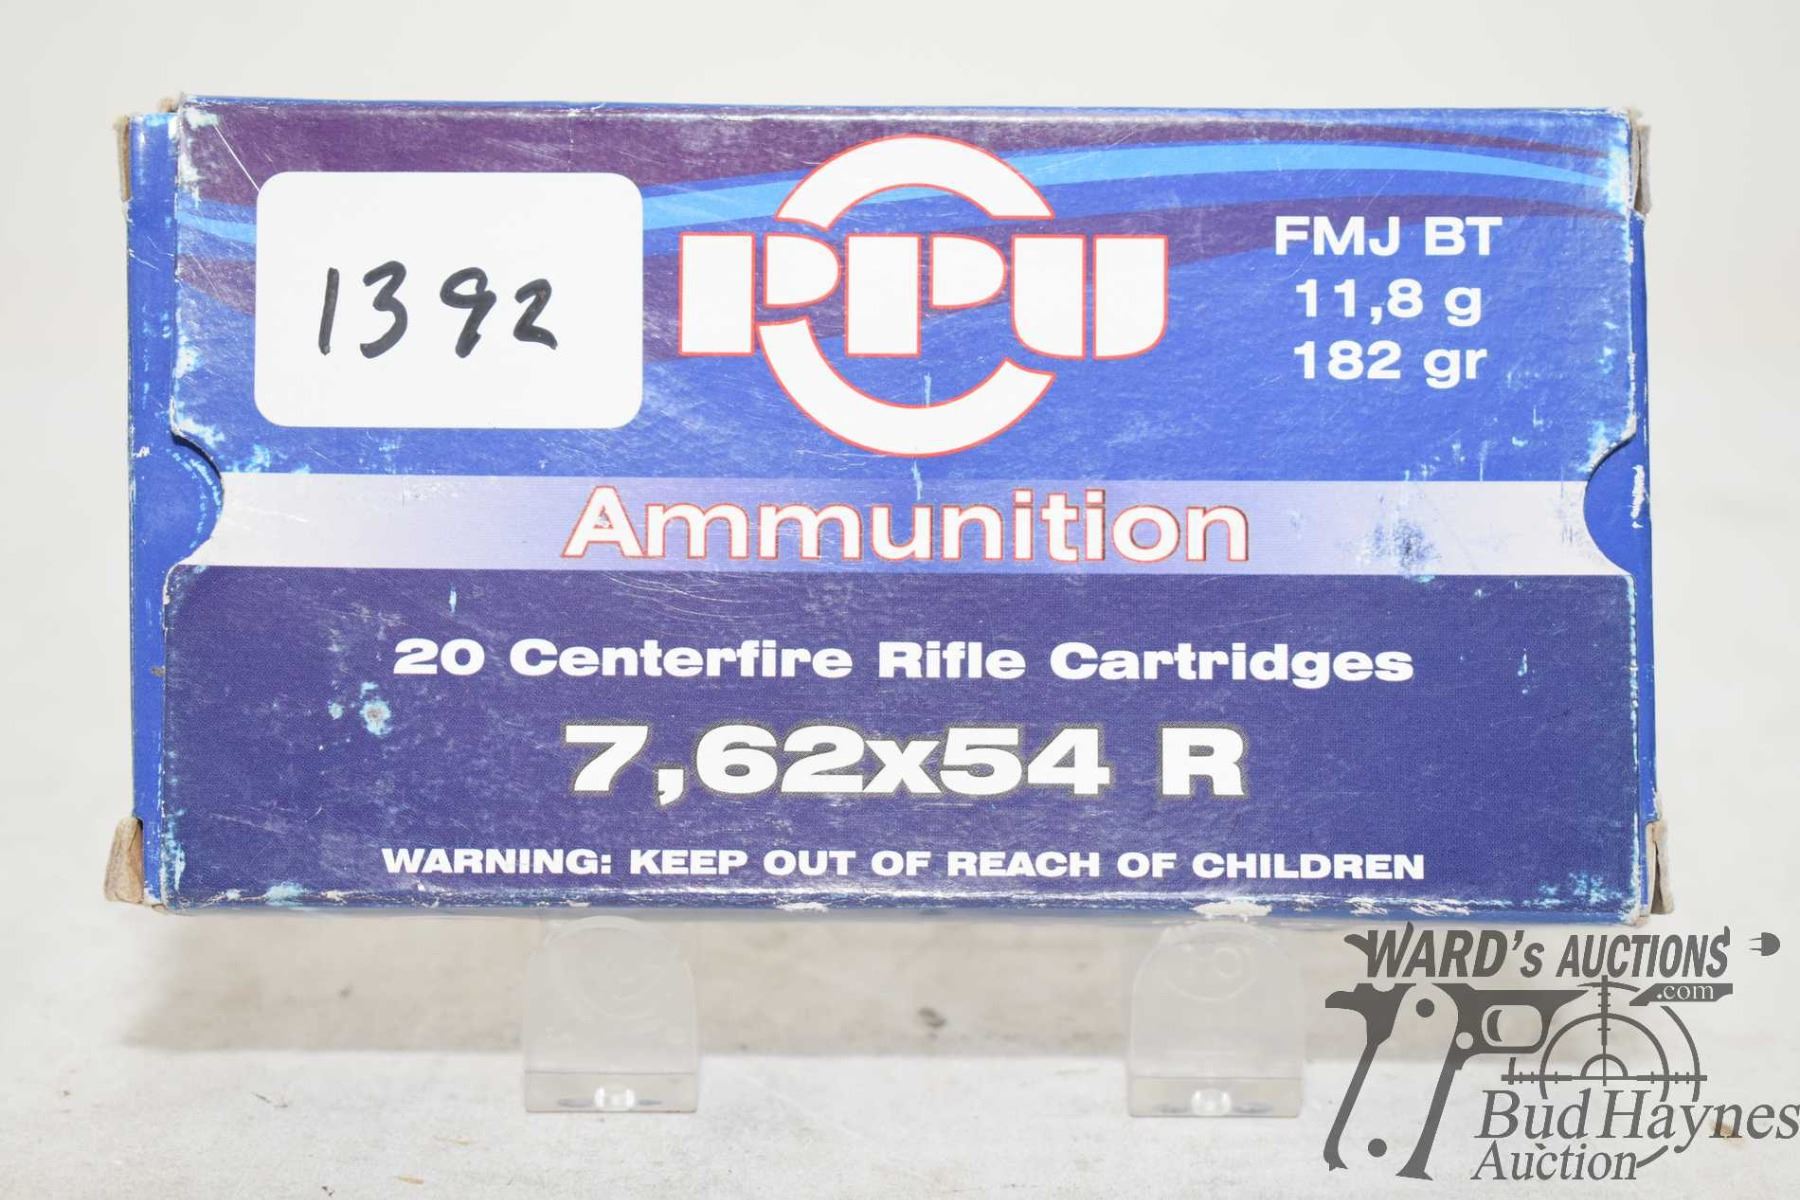 1392
PPU
FMJ BT
11,8 g
182 gr
Ammunition
20 Centerfire Rifle Cartridges
7,62x54 R
WARNING: KEEP OUT OF REACH OF CHILDREN
WARD's AUCTIONS
.com
Bud Haynes
Auction